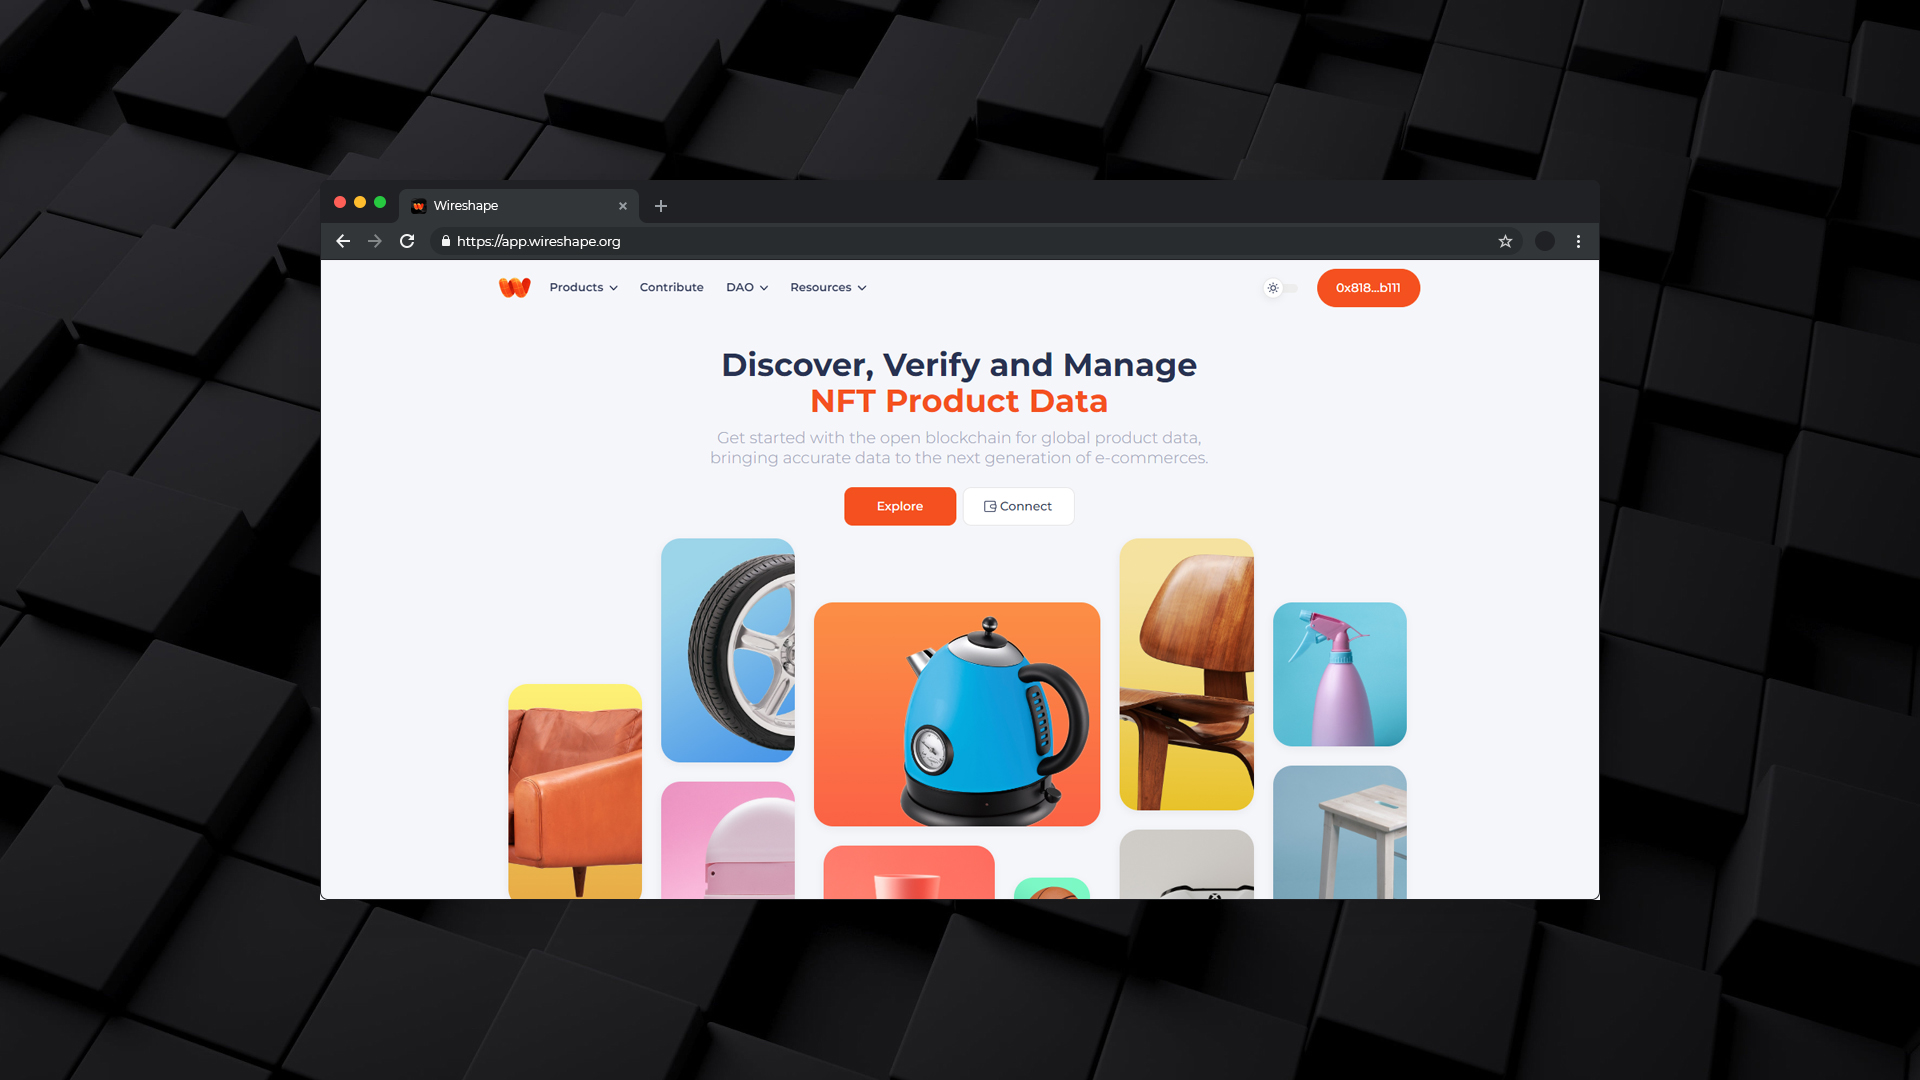 Wireshape
https://app.wireshape.org
Products
Contribute
DAO
Resources
0x818...b111
Discover, Verify and Manage
NFT Product Data
Get started with the open blockchain for global product data,
bringing accurate data to the next generation of e-commerces.
Explore
Connect